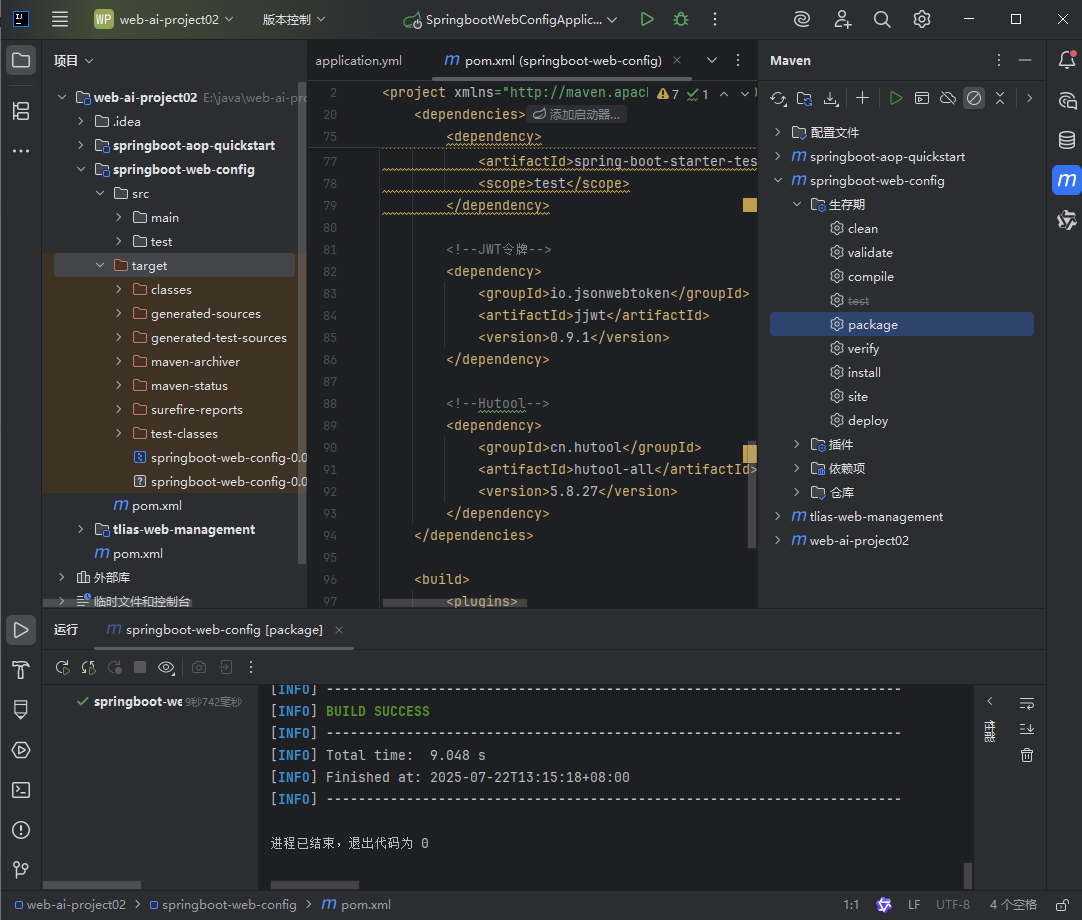 WP web-ai-project02 版本控制 SpringbootWebConfigApplic...
项目
web-ai-project02 E:\java\web-ai-pro
.idea
springboot-aop-quickstart
springboot-web-config
src
main
test
target
classes
generated-sources
generated-test-sources
maven-archiver
maven-status
surefire-reports
test-classes
springboot-web-config-0.0
springboot-web-config-0.0
pom.xml
tlias-web-management
pom.xml
外部库
临时文件和控制台
application.yml
pom.xml (springboot-web-config)
2 <project xmlns="http://maven.apac 7 1
20 <dependencies> 添加启动器...
75 <dependency>
77 <artifactId>spring-boot-starter-tes
78 <scope>test</scope>
79 </dependency>
80
81 <!--JWT令牌-->
82 <dependency>
83 <groupId>io.jsonwebtoken</groupId>
84 <artifactId>jjwt</artifactId>
85 <version>0.9.1</version>
86 </dependency>
87
88 <!--Hutool-->
89 <dependency>
90 <groupId>cn.hutool</groupId>
91 <artifactId>hutool-all</artifactId>
92 <version>5.8.27</version>
93 </dependency>
94 </dependencies>
95
96 <build>
97 <plugins>
Maven
配置文件
springboot-aop-quickstart
springboot-web-config
生存期
clean
validate
compile
test
package
verify
install
site
deploy
插件
依赖项
仓库
tlias-web-management
web-ai-project02
运行 springboot-web-config [package]
springboot-we 9秒742毫秒
[INFO] ------------------------------------------------------------------------
[INFO] BUILD SUCCESS
[INFO] ------------------------------------------------------------------------
[INFO] Total time:  9.048 s
[INFO] Finished at: 2025-07-22T13:15:18+08:00
[INFO] ------------------------------------------------------------------------
进程已结束，退出代码为 0
性能
web-ai-project02 > springboot-web-config > pom.xml
1:1 LF UTF-8 4 个空格